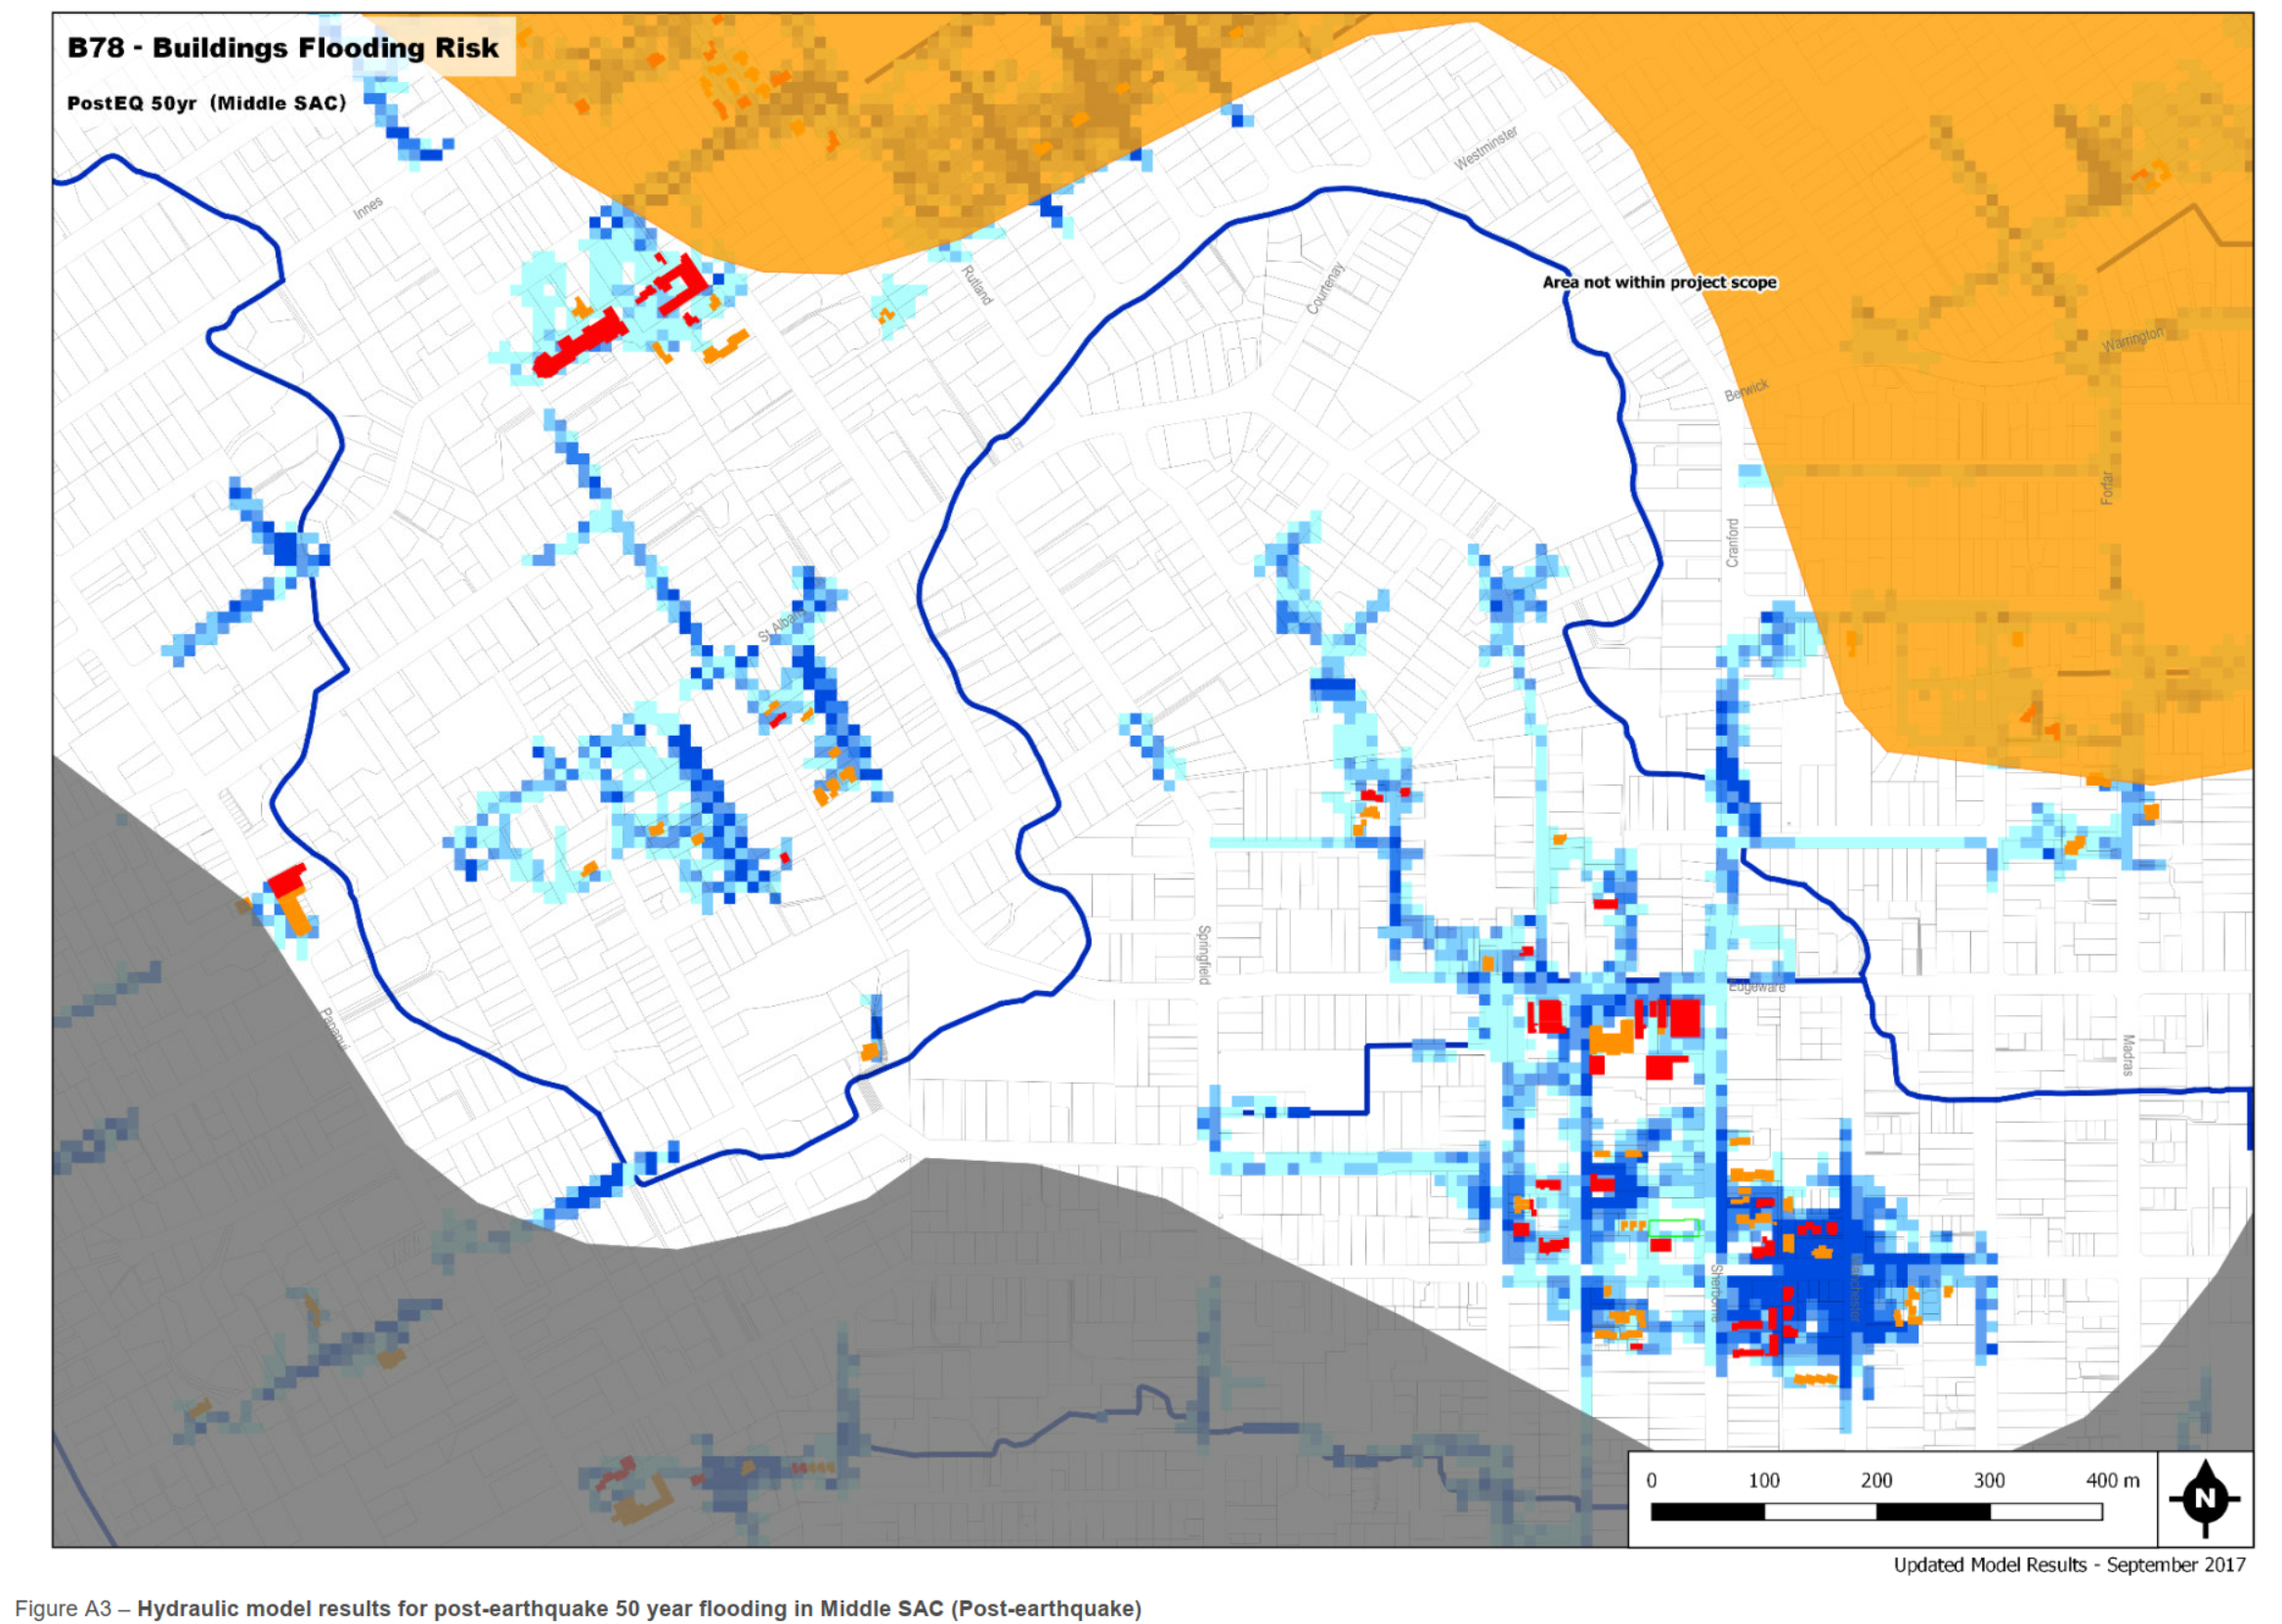 B78 - Buildings Flooding Risk
PostEQ 50yr (Middle SAC)
Innes
Westminster
Rutland
Courtenay
Area not within project scope
Warrington
Berwick
Forfar
Cranford
St Albans
Springfield
Edgeware
Papanui
Madras
Sherborne
Manchester
0 100 200 300 400 m
N
Updated Model Results - September 2017
Figure A3 – Hydraulic model results for post-earthquake 50 year flooding in Middle SAC (Post-earthquake)